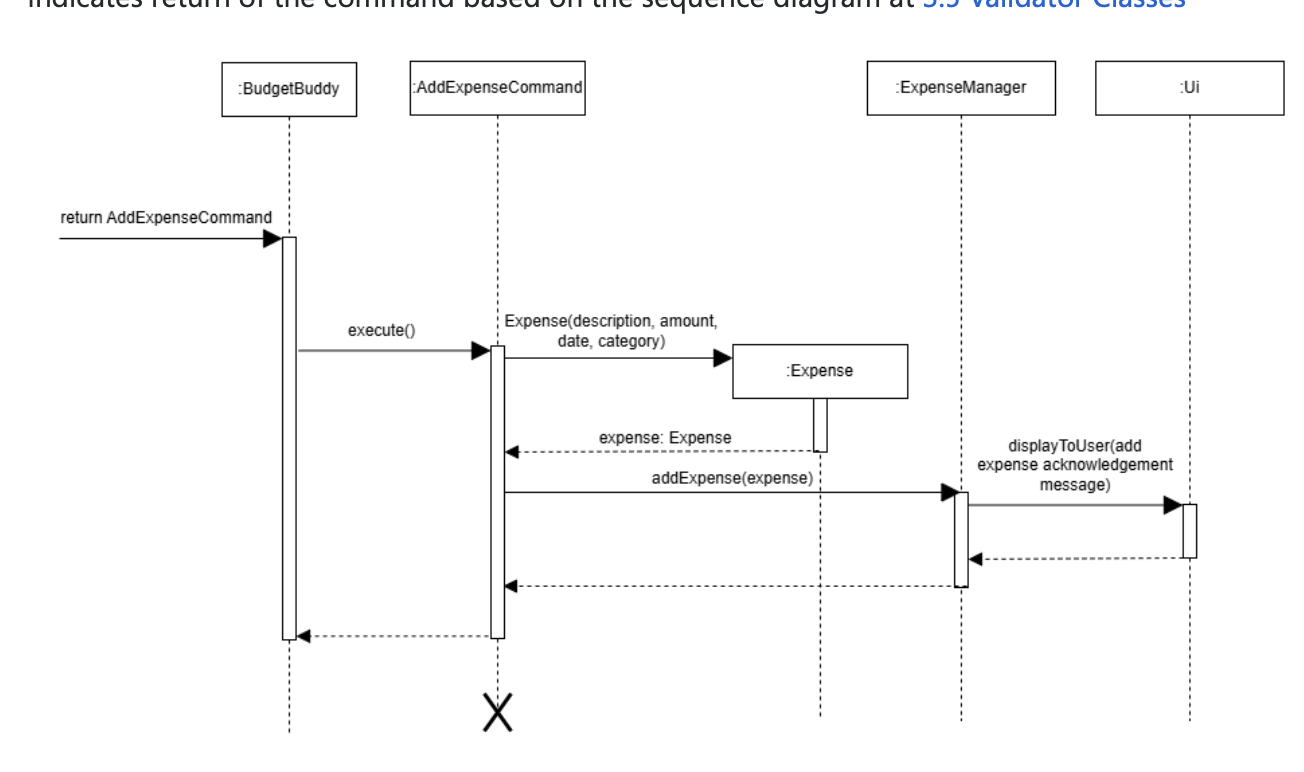 indicates return of the command based on the sequence diagram at 3.3 Validator Classes
:BudgetBuddy
:AddExpenseCommand
:ExpenseManager
:Ui
return AddExpenseCommand
execute()
Expense(description, amount,
date, category)
:Expense
expense: Expense
addExpense(expense)
displayToUser(add
expense acknowledgement
message)